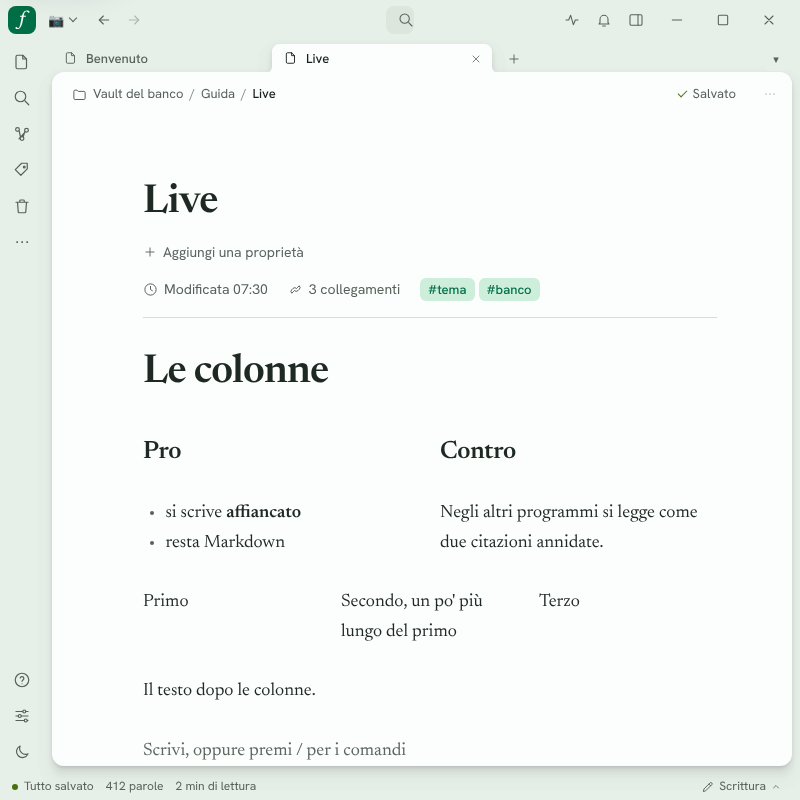 f
Benvenuto
Live
Vault del banco / Guida / Live
Salvato
Live
Aggiungi una proprietà
Modificata 07:30
3 collegamenti
#tema
#banco
Le colonne
Pro
Contro
si scrive affiancato
resta Markdown
Negli altri programmi si legge come
due citazioni annidate.
Primo
Secondo, un po' più
lungo del primo
Terzo
Il testo dopo le colonne.
Scrivi, oppure premi / per i comandi
Tutto salvato
412 parole
2 min di lettura
Scrittura